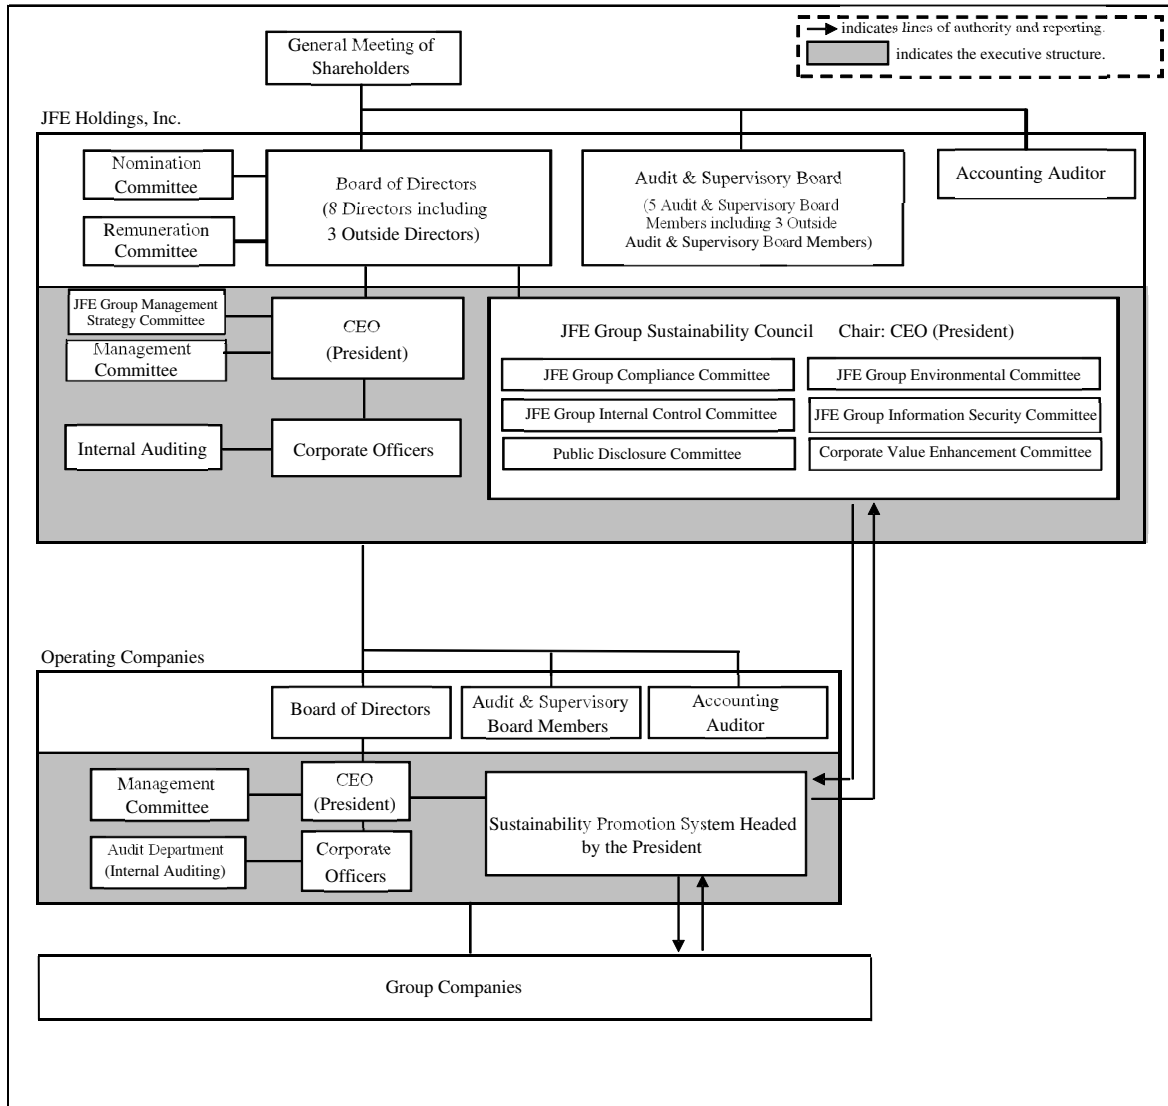 indicates lines of authority and reporting.
indicates the executive structure.
General Meeting of
Shareholders
JFE Holdings, Inc.
Nomination
Committee
Remuneration
Committee
Board of Directors
(8 Directors including
3 Outside Directors)
Audit & Supervisory Board
(5 Audit & Supervisory Board
Members including 3 Outside
Audit & Supervisory Board Members)
Accounting Auditor
JFE Group Management
Strategy Committee
Management
Committee
CEO
(President)
Internal Auditing
Corporate Officers
JFE Group Sustainability Council Chair: CEO (President)
JFE Group Compliance Committee
JFE Group Environmental Committee
JFE Group Internal Control Committee
JFE Group Information Security Committee
Public Disclosure Committee
Corporate Value Enhancement Committee
Operating Companies
Board of Directors
Audit & Supervisory
Board Members
Accounting
Auditor
Management
Committee
CEO
(President)
Audit Department
(Internal Auditing)
Corporate
Officers
Sustainability Promotion System Headed
by the President
Group Companies